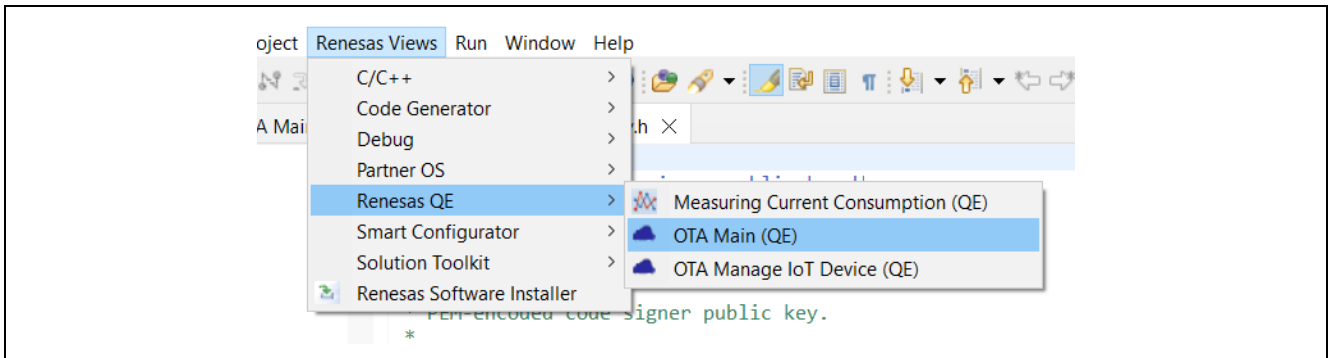 oject Renesas Views Run Window Help
C/C++
Code Generator
A Mai
.h
Debug
Partner OS
Renesas QE
Measuring Current Consumption (QE)
Smart Configurator
OTA Main (QE)
Solution Toolkit
OTA Manage IoT Device (QE)
Renesas Software Installer
* PEM-encoded code signer public key.
*